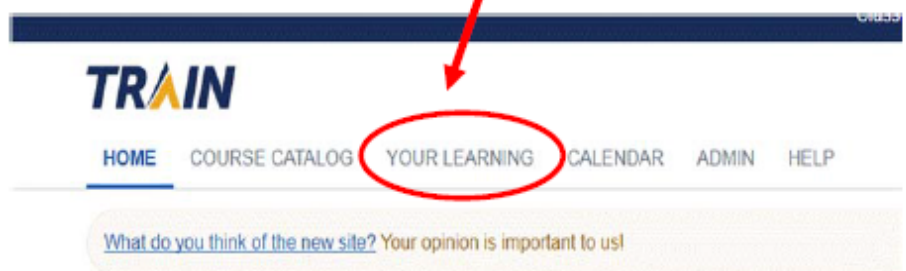 TRAIN
HOME COURSE CATALOG YOUR LEARNING CALENDAR ADMIN HELP
What do you think of the new site? Your opinion is important to us!